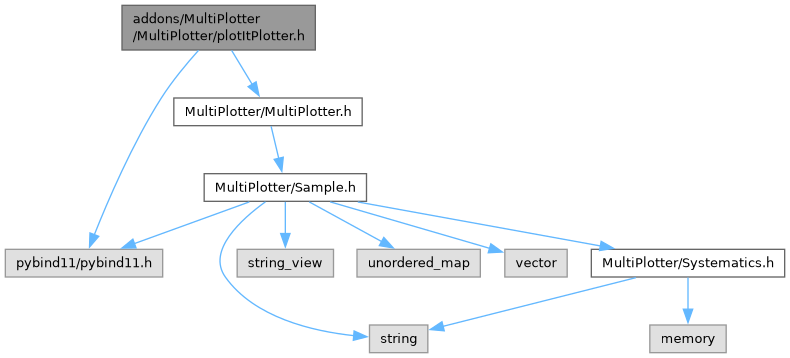 addons/MultiPlotter
/MultiPlotter/plotItPlotter.h
MultiPlotter/MultiPlotter.h
MultiPlotter/Sample.h
pybind11/pybind11.h
string_view
unordered_map
vector
MultiPlotter/Systematics.h
string
memory